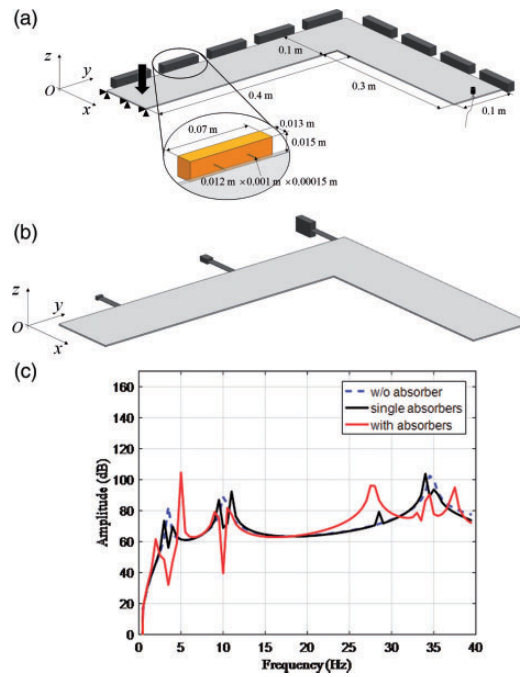 (a)
z
y
O
x
0.1 m
0.4 m
0.3 m
0.1 m
0.013 m
0.07 m
0.015 m
0.012 m ×0.001 m ×0.00015 m
(b)
z
y
O
x
(c)
160
140
120
100
80
60
40
20
0
Amplitude (dB)
w/o absorber
single absorbers
with absorbers
0 5 10 15 20 25 30 35 40
Frequency (Hz)